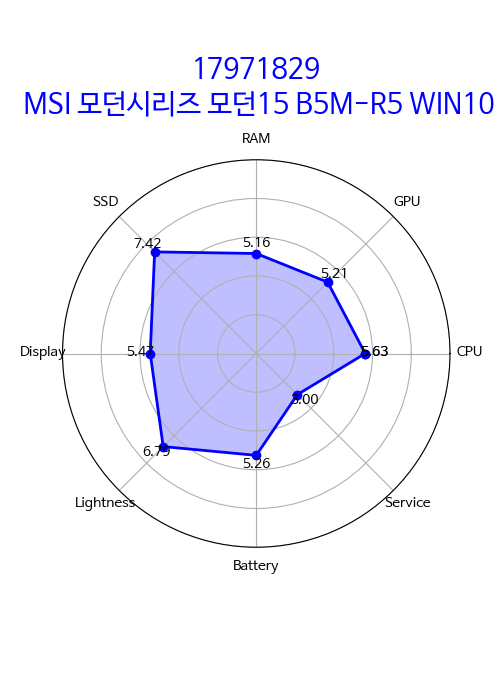 17971829
MSI 모던시리즈 모던15 B5M-R5 WIN10
RAM
SSD
GPU
7.42
5.16
5.21
Display
5.47
5.63
CPU
6.79
5.26
3.00
Lightness
Service
Battery